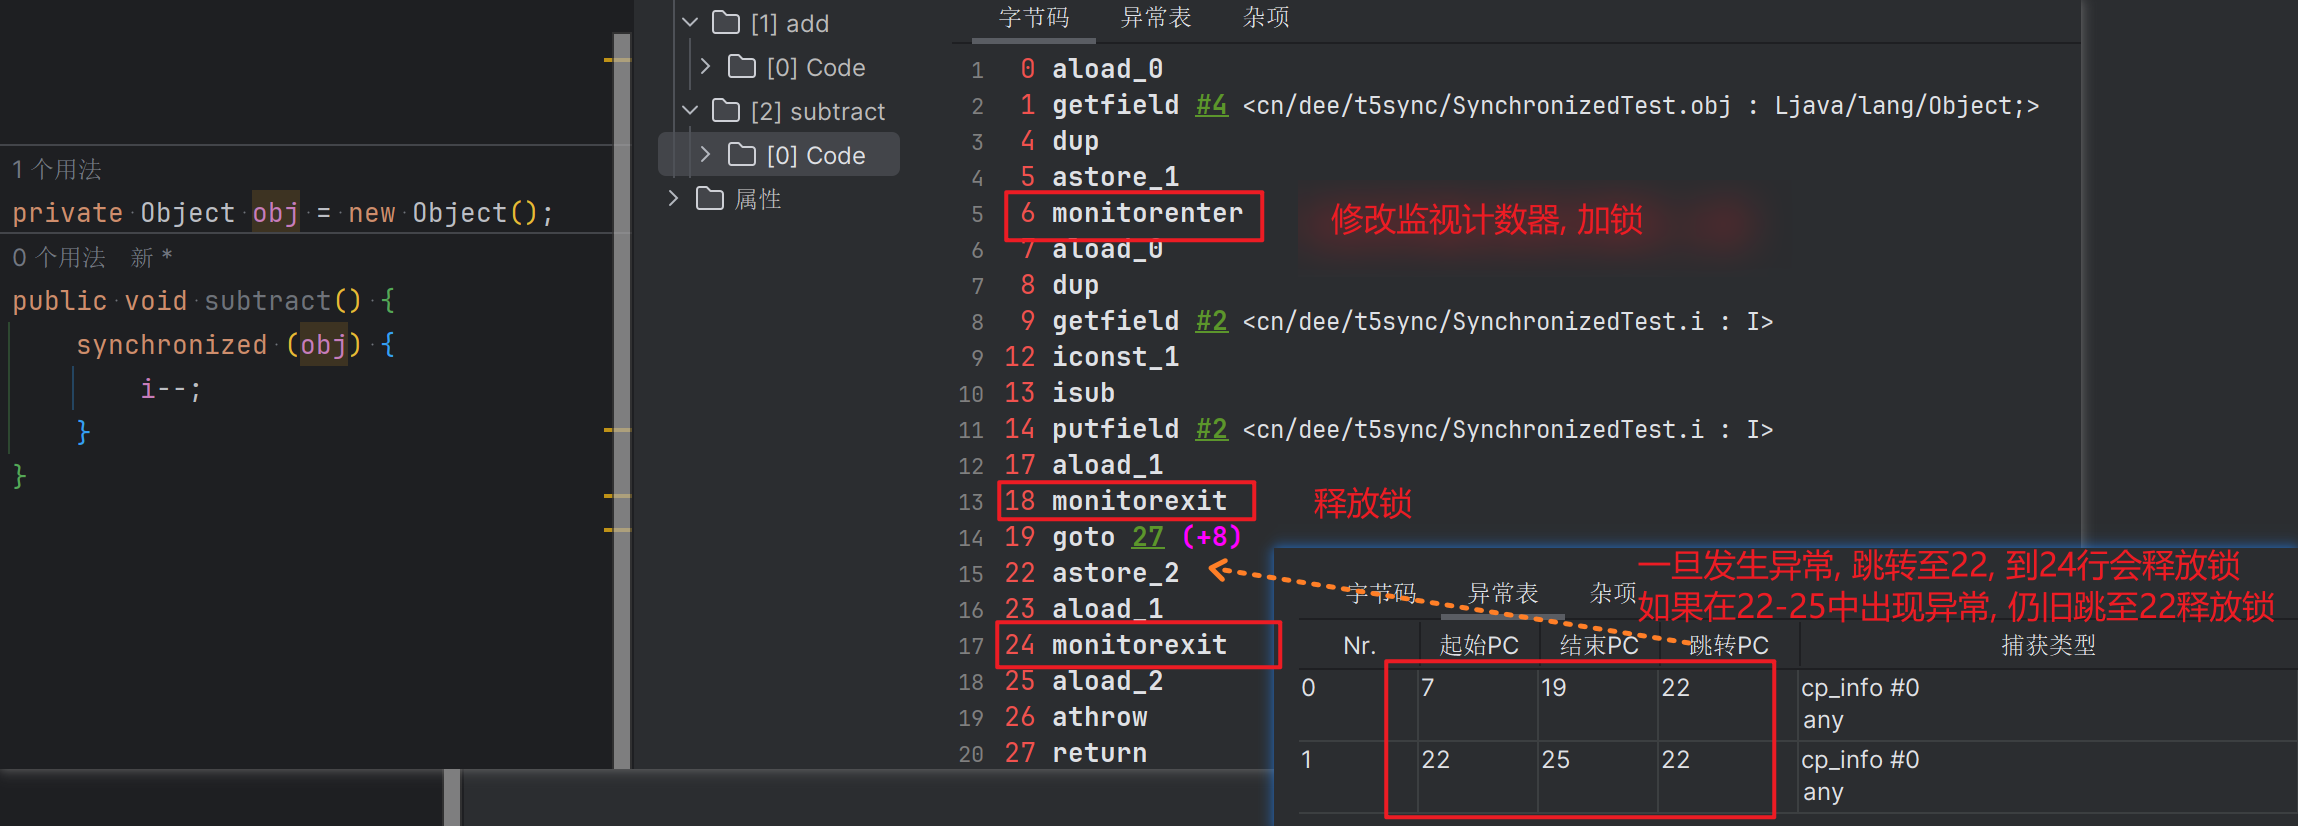 1 个用法
private Object obj = new Object();
0 个用法 新 *
public void subtract() {
synchronized (obj) {
i--;
}
}
[1] add
[0] Code
[2] subtract
[0] Code
属性
字节码 异常表 杂项
1 0 aload_0
2 1 getfield #4 <cn/dee/t5sync/SynchronizedTest.obj : Ljava/lang/Object;>
3 4 dup
4 5 astore_1
5 6 monitorenter
修改监视计数器, 加锁
6 7 aload_0
7 8 dup
8 9 getfield #2 <cn/dee/t5sync/SynchronizedTest.i : I>
9 12 iconst_1
10 13 isub
11 14 putfield #2 <cn/dee/t5sync/SynchronizedTest.i : I>
12 17 aload_1
13 18 monitorexit
释放锁
14 19 goto 27 (+8)
15 22 astore_2
16 23 aload_1
17 24 monitorexit
18 25 aload_2
19 26 athrow
20 27 return
一旦发生异常, 跳转至22, 到24行会释放锁
如果在22-25中出现异常, 仍旧跳至22释放锁
字节码 异常表 杂项
Nr. 起始PC 结束PC 跳转PC 捕获类型
0 7 19 22 cp_info #0
any
1 22 25 22 cp_info #0
any